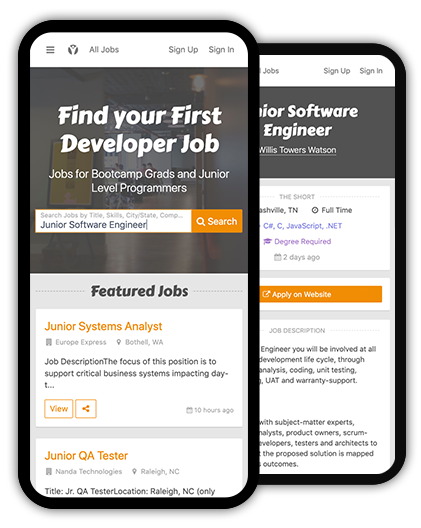 All Jobs Sign Up Sign In
Find your First
Developer Job
Jobs for Bootcamp Grads and Junior
Level Programmers
Search Jobs by Title, Skills, City/State, Comp...
Junior Software Engineer
Search
Featured Jobs
Junior Systems Analyst
Europe Express Bothell, WA
Job DescriptionThe focus of this position is to
support critical business systems impacting day-
t...
View
10 hours ago
Junior QA Tester
Nanda Technologies Raleigh, NC
Title: Jr. QA TesterLocation: Raleigh, NC (only
Jobs Sign Up Sign In
Software
Engineer
Willis Towers Watson
THE SHORT
TN Full Time
C#, C, JavaScript, .NET
Degree Required
2 days ago
Apply on Website
JOB DESCRIPTION
Engineer you will be involved at all
development life cycle, through
analysis, coding, unit testing,
, UAT and warranty-support.
with subject-matter experts,
analysts, product owners, scrum-
developers, testers and architects to
the proposed solution is mapped
outcomes.